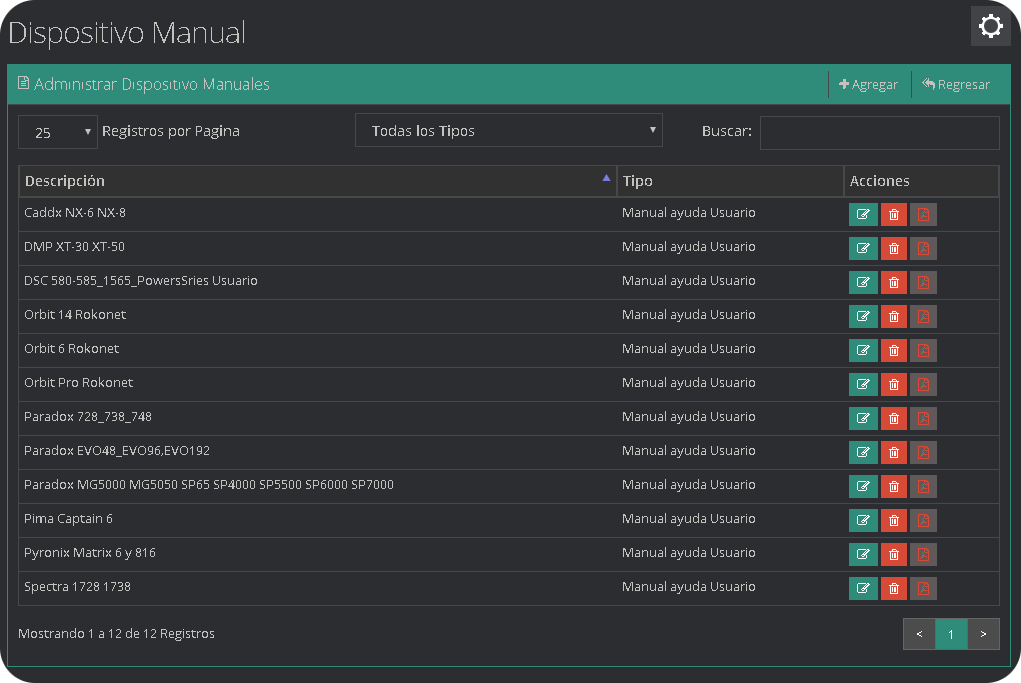 Dispositivo Manual
Administrar Dispositivo Manuales
Agregar
Regresar
25 Registros por Pagina
Todas los Tipos
Buscar:
Descripción Tipo Acciones
Caddx NX-6 NX-8 Manual ayuda Usuario
DMP XT-30 XT-50 Manual ayuda Usuario
DSC 580-585_1565_PowersSries Usuario Manual ayuda Usuario
Orbit 14 Rokonet Manual ayuda Usuario
Orbit 6 Rokonet Manual ayuda Usuario
Orbit Pro Rokonet Manual ayuda Usuario
Paradox 728_738_748 Manual ayuda Usuario
Paradox EVO48_EVO96,EVO192 Manual ayuda Usuario
Paradox MG5000 MG5050 SP65 SP4000 SP5500 SP6000 SP7000 Manual ayuda Usuario
Pima Captain 6 Manual ayuda Usuario
Pyronix Matrix 6 y 816 Manual ayuda Usuario
Spectra 1728 1738 Manual ayuda Usuario
Mostrando 1 a 12 de 12 Registros
< 1 >